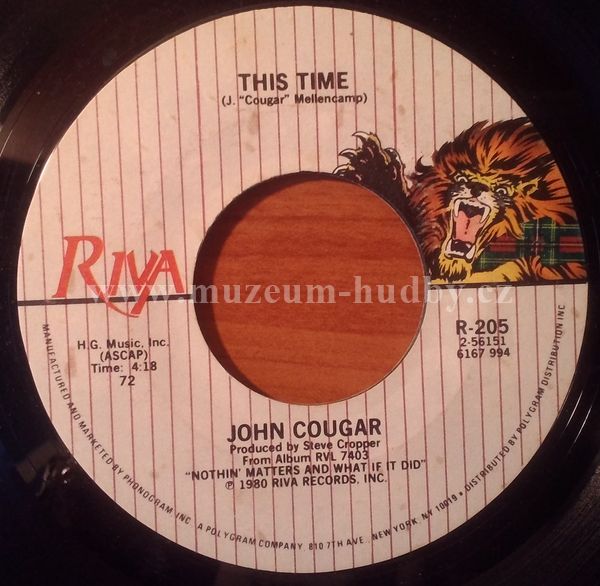 THIS TIME
(J. "Cougar" Mellencamp)
RIVA
www.muzeum-hudby.cz
H.G. Music, Inc.
(ASCAP)
Time: 4:18
72
R-205
2-56151
6167 994
JOHN COUGAR
Produced by Steve Cropper
From Album RVL 7403
"NOTHIN' MATTERS AND WHAT IF IT DID"
℗ 1980 RIVA RECORDS, INC.
MANUFACTURED AND MARKETED BY PHONOGRAM INC. A POLYGRAM COMPANY 810 7TH AVE., NEW YORK, NY 10019 • DISTRIBUTED BY POLYGRAM DISTRIBUTION INC